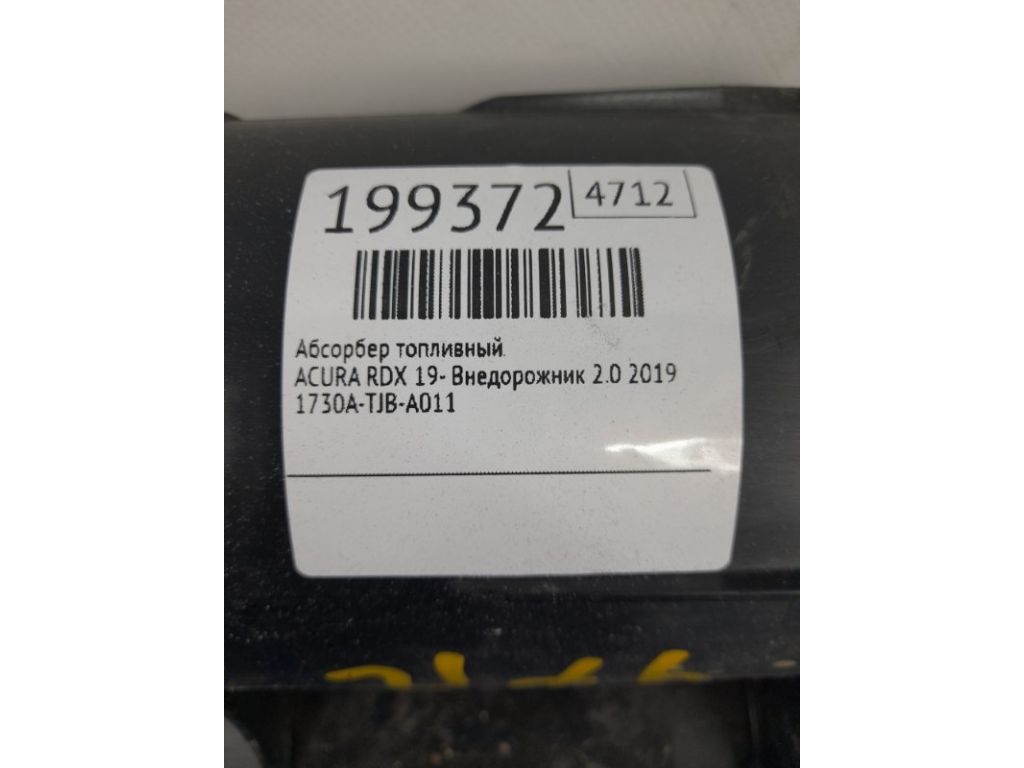 199372 4712
Абсорбер топливный
ACURA RDX 19- Внедорожник 2.0 2019
1730A-TJB-A011